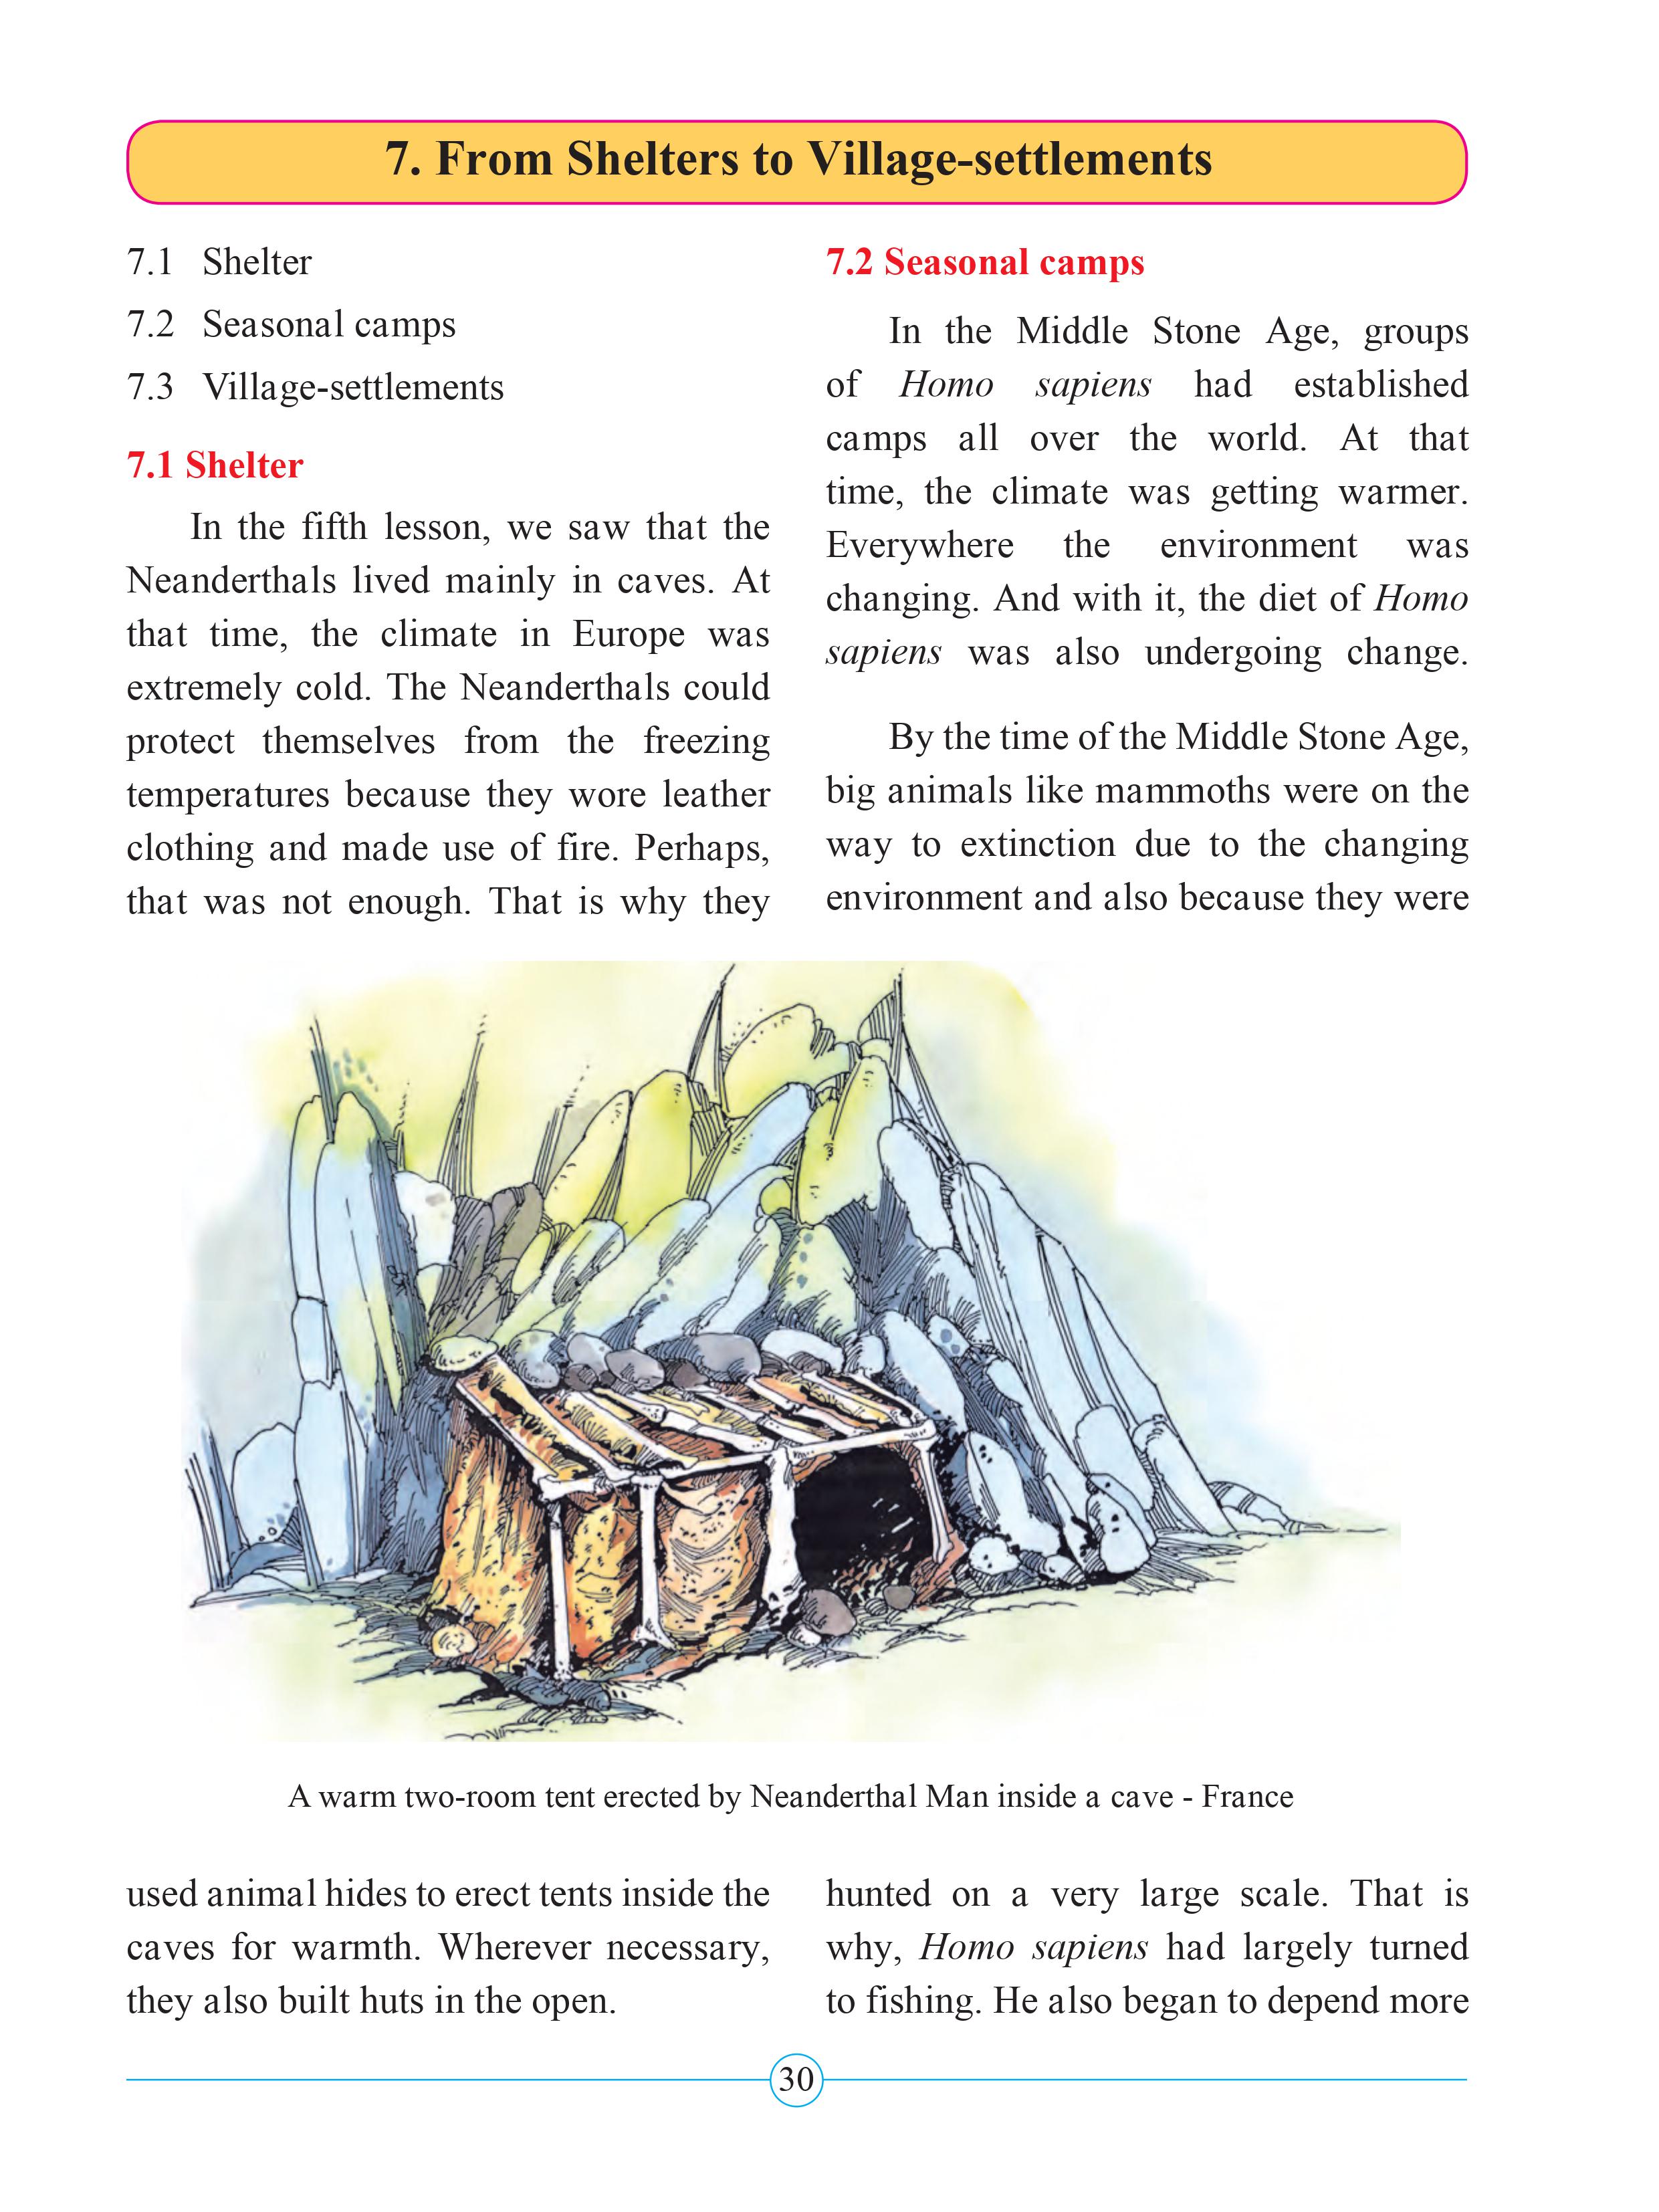 7. From Shelters to Village-settlements
7.1 Shelter
7.2 Seasonal camps
7.3 Village-settlements
7.1 Shelter
In the fifth lesson, we saw that the
Neanderthals lived mainly in caves. At
that time, the climate in Europe was
extremely cold. The Neanderthals could
protect themselves from the freezing
temperatures because they wore leather
clothing and made use of fire. Perhaps,
that was not enough. That is why they
used animal hides to erect tents inside the
caves for warmth. Wherever necessary,
they also built huts in the open.
7.2 Seasonal camps
In the Middle Stone Age, groups
of Homo sapiens had established
camps all over the world. At that
time, the climate was getting warmer.
Everywhere the environment was
changing. And with it, the diet of Homo
sapiens was also undergoing change.
By the time of the Middle Stone Age,
big animals like mammoths were on the
way to extinction due to the changing
environment and also because they were
hunted on a very large scale. That is
why, Homo sapiens had largely turned
to fishing. He also began to depend more
A warm two-room tent erected by Neanderthal Man inside a cave - France
30